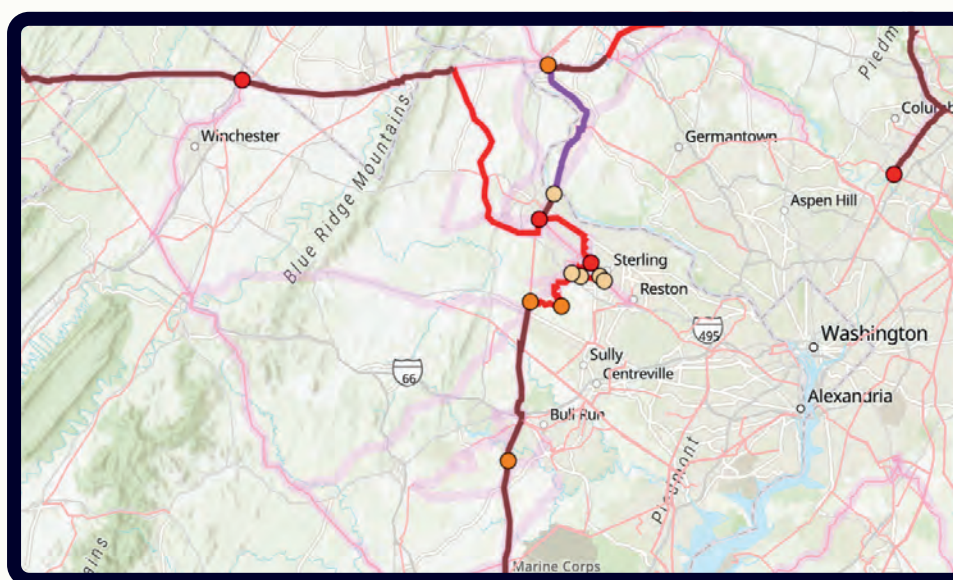 Piedm
Columb
Winchester
Germantown
Blue Ridge Mountains
Aspen Hill
Sterling
Reston
495
Washington
Sully
66
Centreville
Alexandria
Bull Run
Piedmont
Marine Corps
ains